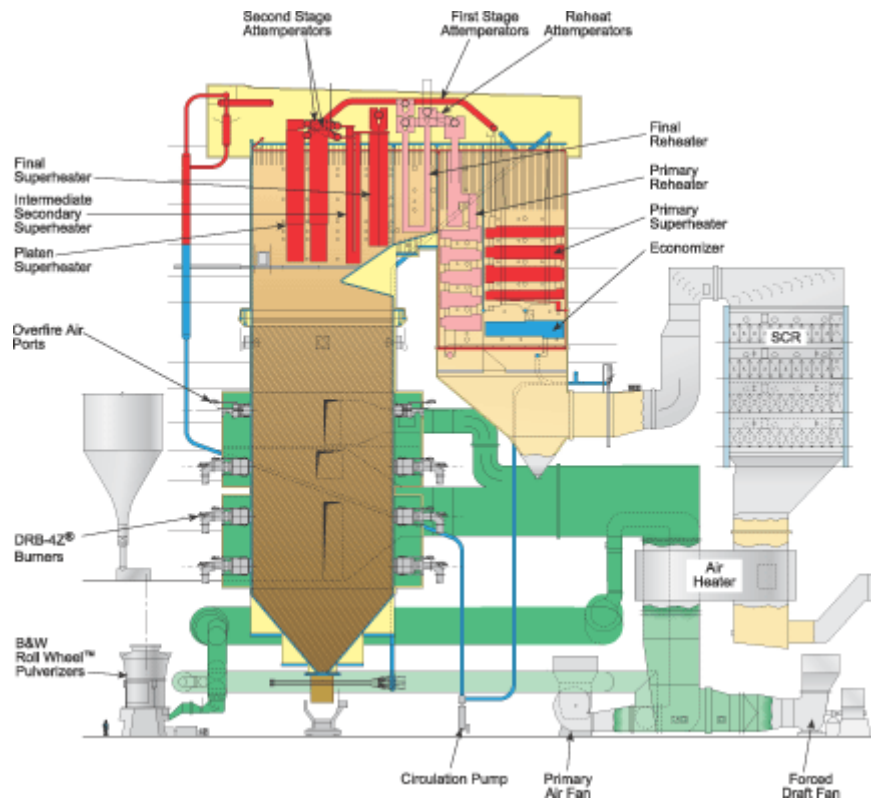 Second Stage
Attemperators
First Stage
Attemperators
Reheat
Attemperators
Final
Reheater
Final
Superheater
Primary
Reheater
Intermediate
Secondary
Superheater
Primary
Superheater
Platen
Superheater
Economizer
Overfire Air
Ports
SCR
DRB-4Z®
Burners
Air
Heater
B&W
Roll Wheel™
Pulverizers
Circulation Pump
Primary
Air Fan
Forced
Draft Fan